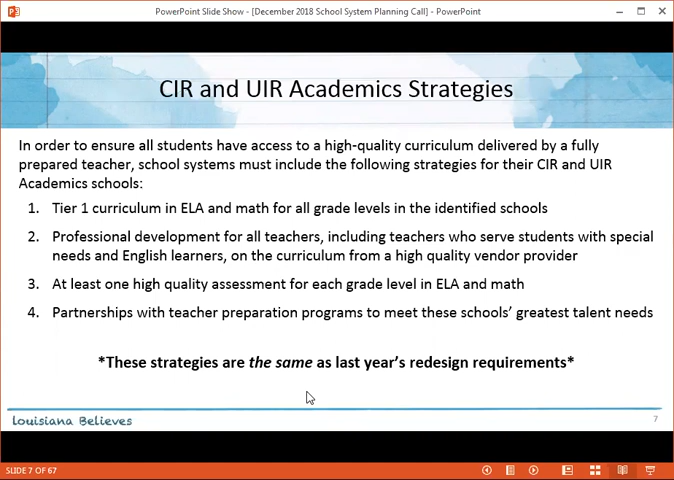 PowerPoint Slide Show - [December 2018 School System Planning Call] - PowerPoint
CIR and UIR Academics Strategies
In order to ensure all students have access to a high-quality curriculum delivered by a fully
prepared teacher, school systems must include the following strategies for their CIR and UIR
Academics schools:
1. Tier 1 curriculum in ELA and math for all grade levels in the identified schools
2. Professional development for all teachers, including teachers who serve students with special
needs and English learners, on the curriculum from a high quality vendor provider
3. At least one high quality assessment for each grade level in ELA and math
4. Partnerships with teacher preparation programs to meet these schools' greatest talent needs
*These strategies are the same as last year's redesign requirements*
Louisiana Believes
7
SLIDE 7 OF 67